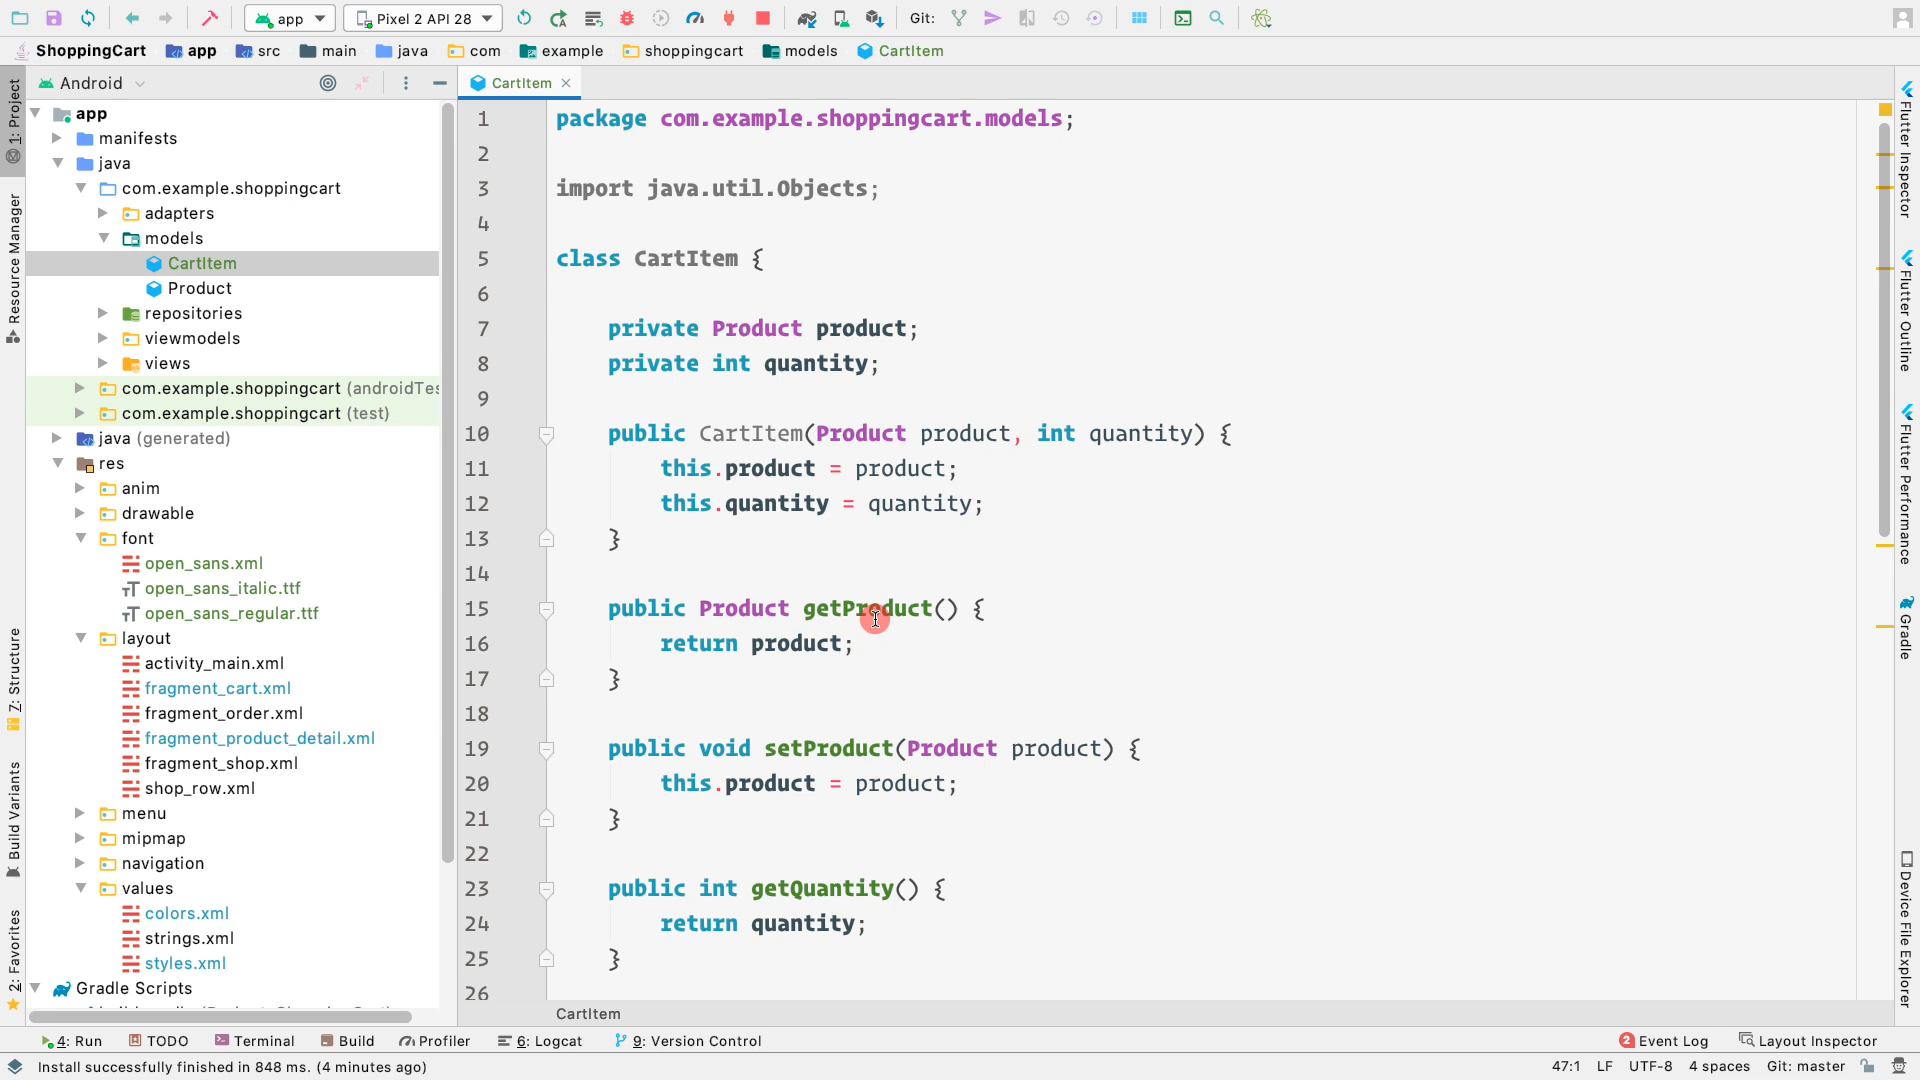 app
Pixel 2 API 28
Git:
ShoppingCart app src main java com example shoppingcart models CartItem
Android
CartItem
1: Project
Resource Manager
7: Structure
Build Variants
2: Favorites
app
manifests
java
com.example.shoppingcart
adapters
models
CartItem
Product
repositories
viewmodels
views
com.example.shoppingcart (androidTes
com.example.shoppingcart (test)
java (generated)
res
anim
drawable
font
open_sans.xml
open_sans_italic.ttf
open_sans_regular.ttf
layout
activity_main.xml
fragment_cart.xml
fragment_order.xml
fragment_product_detail.xml
fragment_shop.xml
shop_row.xml
menu
mipmap
navigation
values
colors.xml
strings.xml
styles.xml
Gradle Scripts
1 package com.example.shoppingcart.models;
2
3 import java.util.Objects;
4
5 class CartItem {
6
7 private Product product;
8 private int quantity;
9
10 public CartItem(Product product, int quantity) {
11 this.product = product;
12 this.quantity = quantity;
13 }
14
15 public Product getProduct() {
16 return product;
17 }
18
19 public void setProduct(Product product) {
20 this.product = product;
21 }
22
23 public int getQuantity() {
24 return quantity;
25 }
26
CartItem
Flutter Inspector
Flutter Outline
Flutter Performance
Gradle
Device File Explorer
4: Run TODO Terminal Build Profiler 6: Logcat 9: Version Control
2 Event Log Layout Inspector
Install successfully finished in 848 ms. (4 minutes ago)
47:1 LF UTF-8 4 spaces Git: master